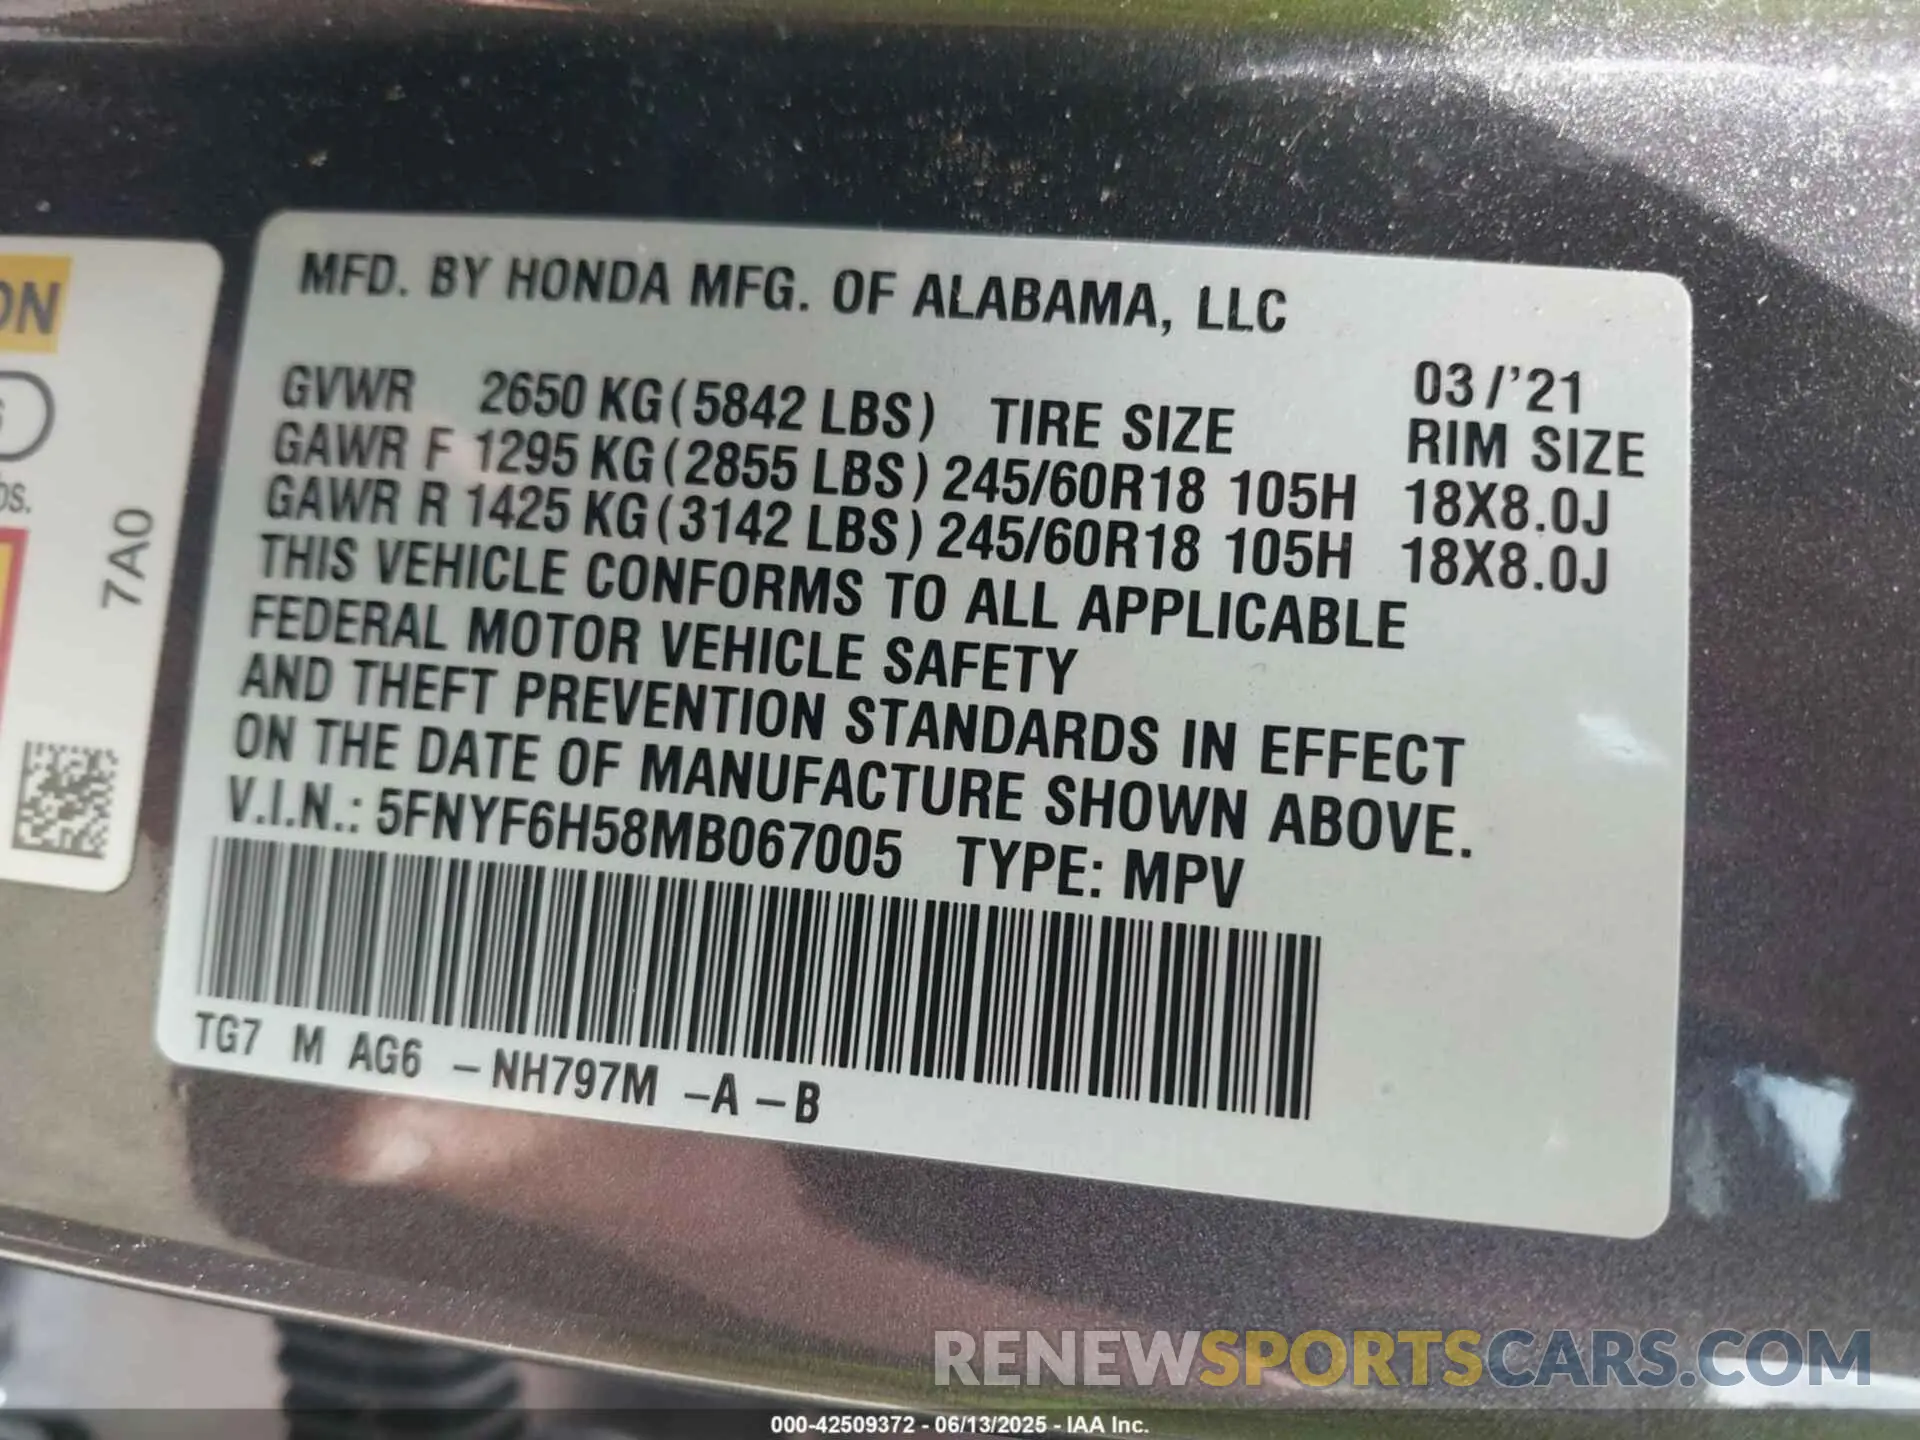 MFD. BY HONDA MFG. OF ALABAMA, LLC
03/'21
GVWR 2650 KG(5842 LBS) TIRE SIZE RIM SIZE
GAWR F 1295 KG(2855 LBS) 245/60R18 105H 18X8.0J
GAWR R 1425 KG(3142 LBS) 245/60R18 105H 18X8.0J
THIS VEHICLE CONFORMS TO ALL APPLICABLE
FEDERAL MOTOR VEHICLE SAFETY
AND THEFT PREVENTION STANDARDS IN EFFECT
ON THE DATE OF MANUFACTURE SHOWN ABOVE.
V.I.N.: 5FNYF6H58MB067005 TYPE: MPV
TG7 M AG6 -NH797M -A -B
7A0
RENEWSPORTSCARS.COM
000-42509372 - 06/13/2025 - IAA Inc.